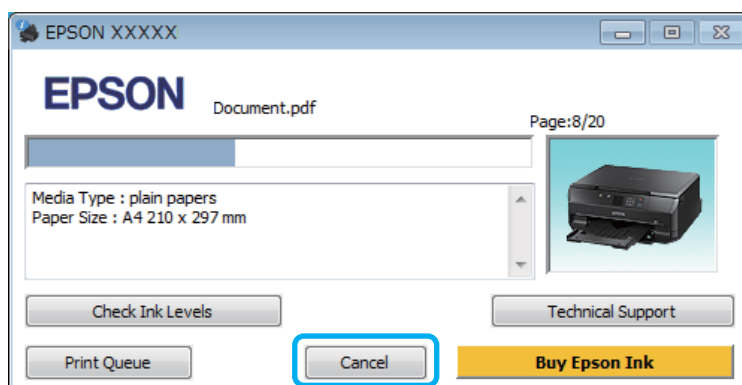 EPSON XXXXX
EPSON
Document.pdf
Page:8/20
Media Type : plain papers
Paper Size : A4 210 x 297 mm
Check Ink Levels
Technical Support
Print Queue
Cancel
Buy Epson Ink